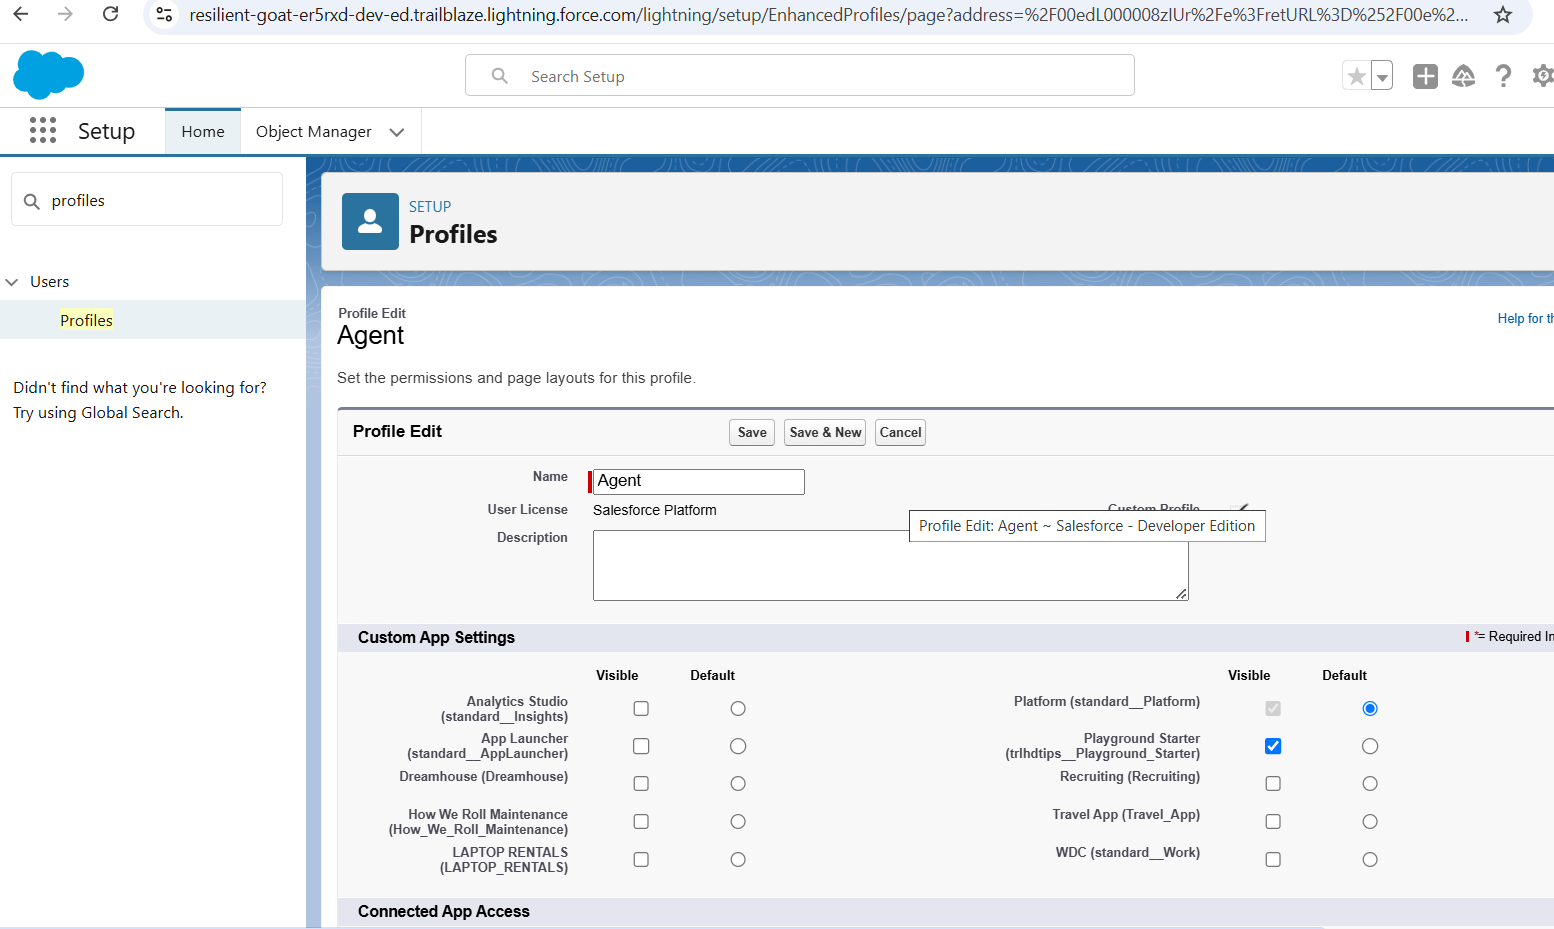 resilient-goat-er5rxd-dev-ed.trailblaze.lightning.force.com/lightning/setup/EnhancedProfiles/page?address=%2F00edL000008zIUr%2Fe%3FretURL%3D%252F00e%2...
Search Setup
Setup
Home
Object Manager
profiles
Users
Profiles
Didn't find what you're looking for?
Try using Global Search.
SETUP
Profiles
Profile Edit
Agent
Help for th
Set the permissions and page layouts for this profile.
Profile Edit
Save
Save & New
Cancel
Name
Agent
User License
Salesforce Platform
Custom Profile
Profile Edit: Agent ~ Salesforce - Developer Edition
Description
Custom App Settings
*= Required In
Visible Default Visible Default
Analytics Studio
(standard__Insights)
App Launcher
(standard__AppLauncher)
Dreamhouse (Dreamhouse)
How We Roll Maintenance
(How_We_Roll_Maintenance)
LAPTOP RENTALS
(LAPTOP_RENTALS)
Platform (standard__Platform)
Playground Starter
(trlhdtips__Playground_Starter)
Recruiting (Recruiting)
Travel App (Travel_App)
WDC (standard__Work)
Connected App Access